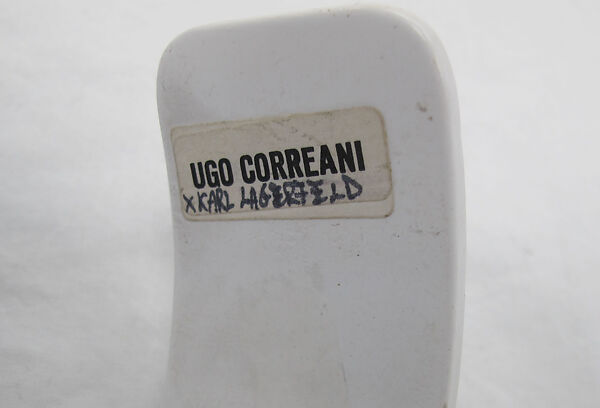 UGO CORREANI
X KARL LAGERFELD